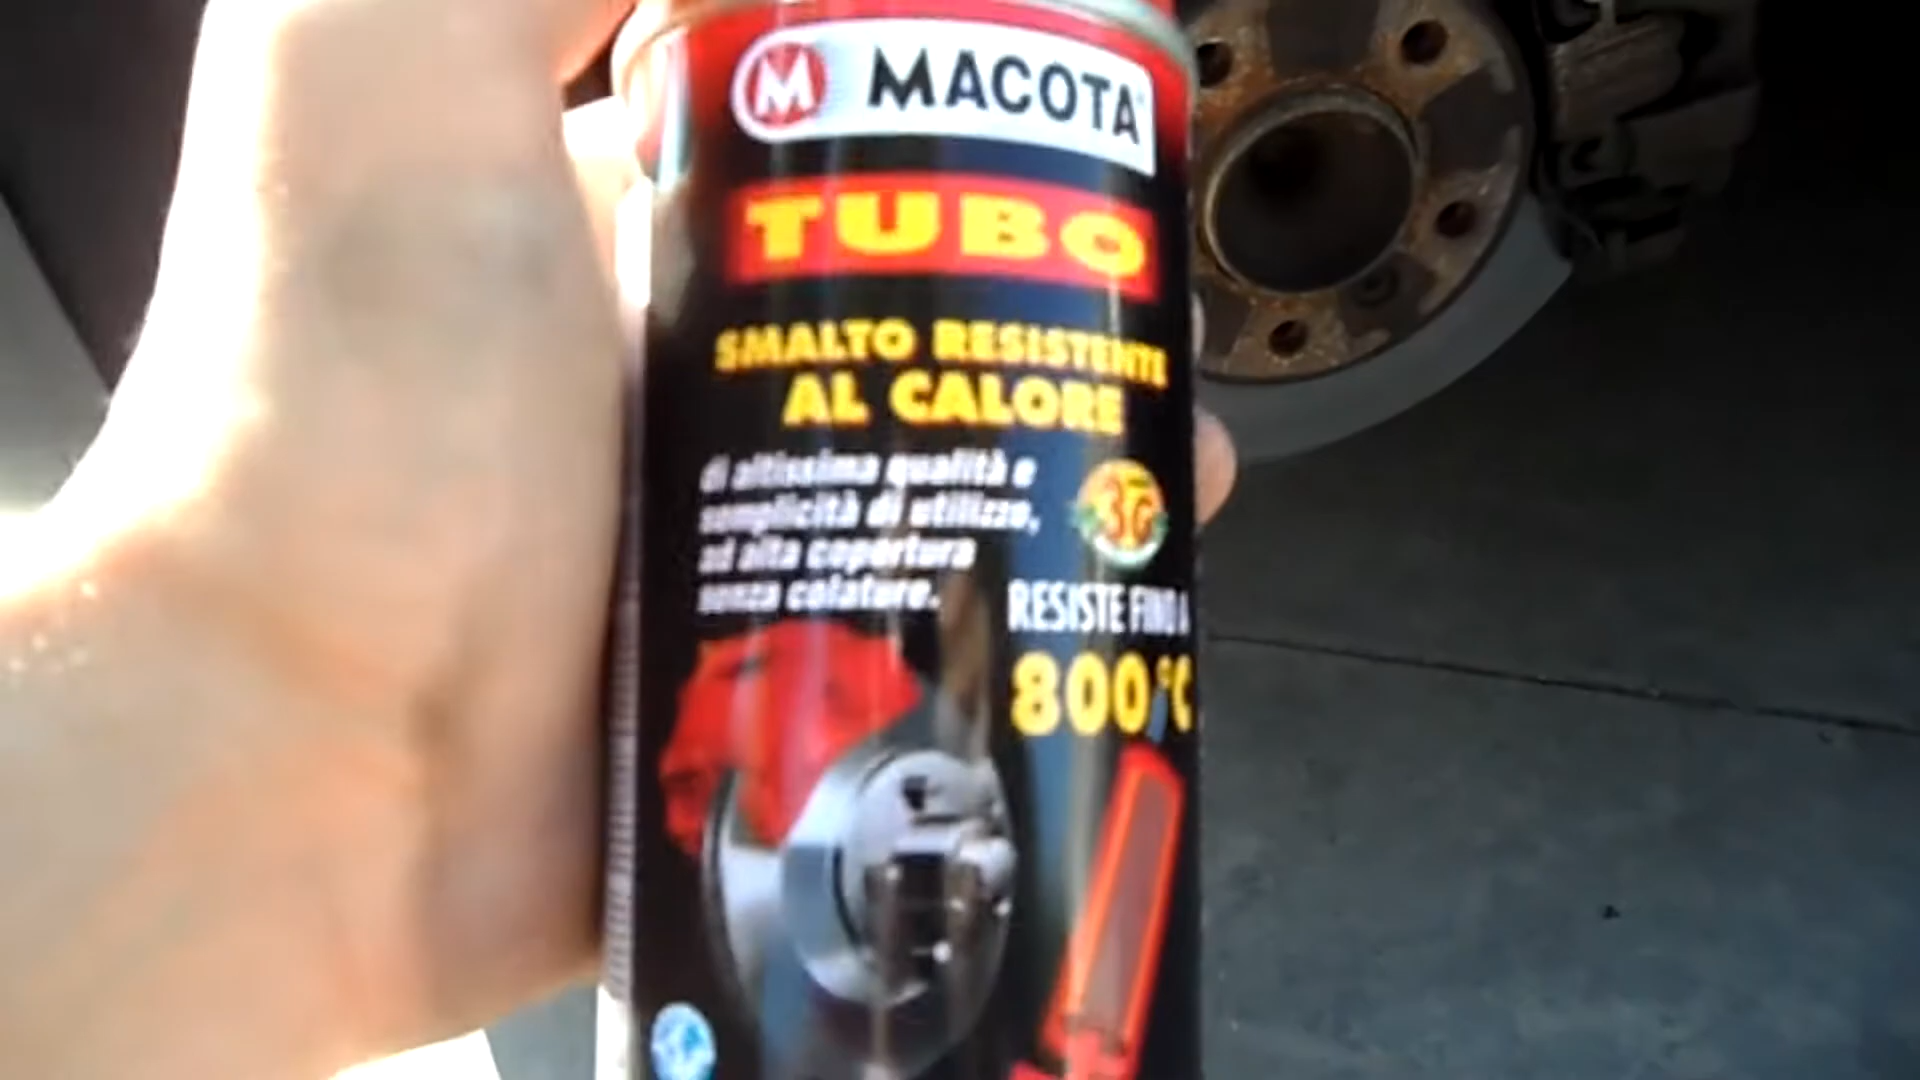 M MACOTA
TUBO
SMALTO RESISTENTE
AL CALORE
di altissima qualità e
semplicità di utilizzo,
ad alta copertura
senza colature.
3G
RESISTE FINO A
800°C